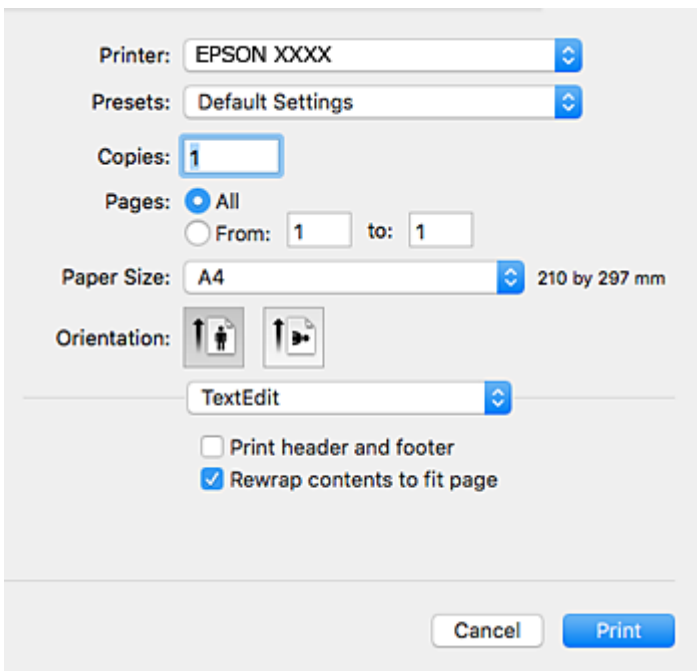 Printer: EPSON XXXX
Presets: Default Settings
Copies: 1
Pages: All
From: 1 to: 1
Paper Size: A4 210 by 297 mm
Orientation:
TextEdit
Print header and footer
Rewrap contents to fit page
Cancel Print